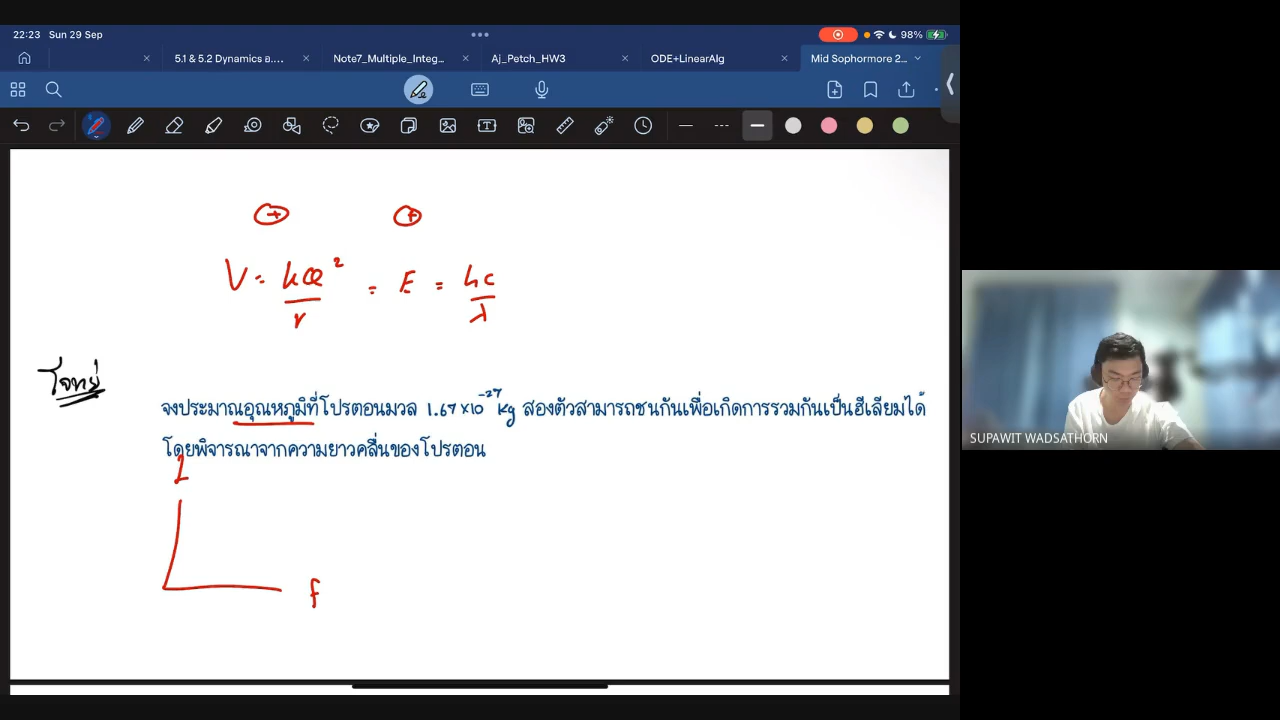 22:23 Sun 29 Sep
98%
5.1 & 5.2 Dynamics a....
Note7_Multiple_Integ...
Aj_Petch_HW3
ODE+LinearAlg
Mid Sophormore 2...
+ +
V = kQ² / r = E = hc / λ
โจทย์
จงประมาณอุณหภูมิที่โปรตอนมวล 1.67 × 10⁻²⁷ kg สองตัวสามารถชนกันเพื่อเกิดการรวมกันเป็นฮีเลียมได้
โดยพิจารณาจากความยาวคลื่นของโปรตอน
I
f
SUPAWIT WADSATHORN